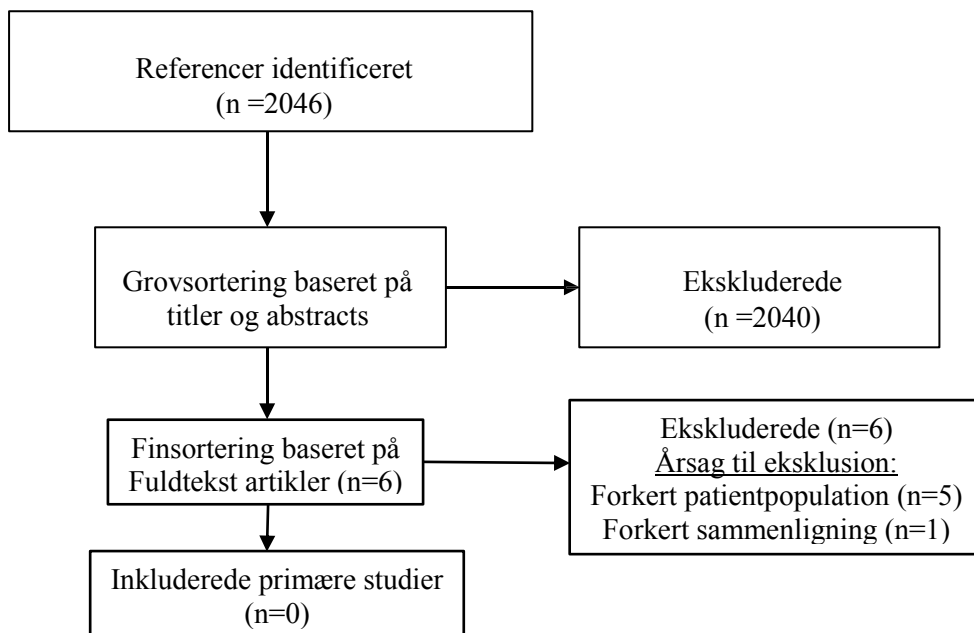 Referencer identificeret
(n =2046)
Grovsortering baseret på
titler og abstracts
Ekskluderede
(n =2040)
Finsortering baseret på
Fuldtekst artikler (n=6)
Ekskluderede (n=6)
Årsag til eksklusion:
Forkert patientpopulation (n=5)
Forkert sammenligning (n=1)
Inkluderede primære studier
(n=0)